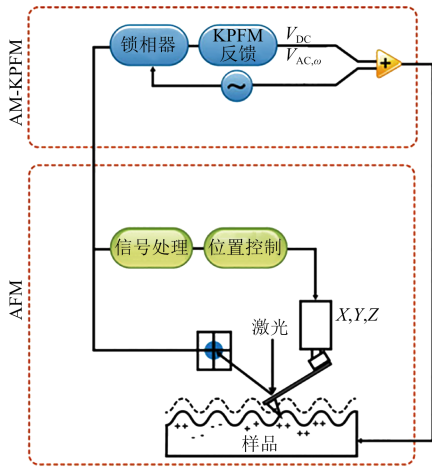 AM-KPFM
锁相器
KPFM
反馈
V_DC
V_AC,ω
~
+
AFM
信号处理
位置控制
激光
X,Y,Z
++ - - - ++ ++ - - ++
样品